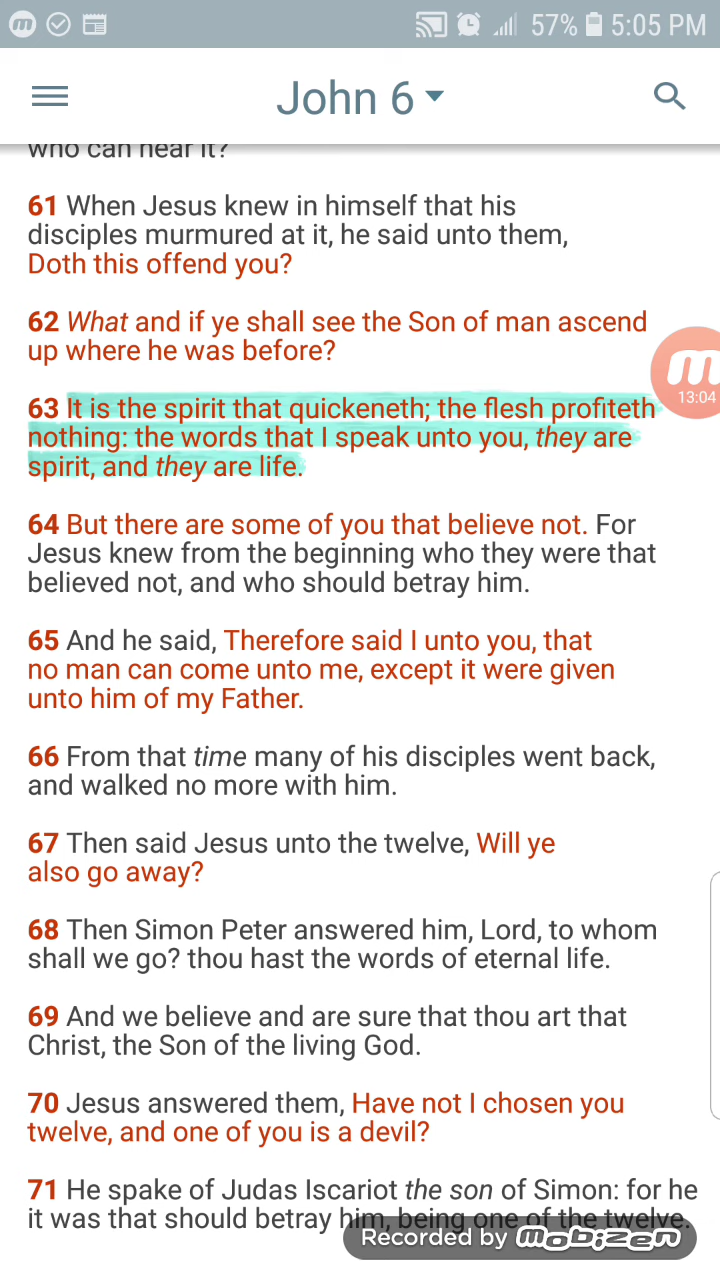 57% 5:05 PM
John 6
who can hear it?
61 When Jesus knew in himself that his
disciples murmured at it, he said unto them,
Doth this offend you?
62 What and if ye shall see the Son of man ascend
up where he was before?
13:04
63 It is the spirit that quickeneth; the flesh profiteth
nothing: the words that I speak unto you, they are
spirit, and they are life.
64 But there are some of you that believe not. For
Jesus knew from the beginning who they were that
believed not, and who should betray him.
65 And he said, Therefore said I unto you, that
no man can come unto me, except it were given
unto him of my Father.
66 From that time many of his disciples went back,
and walked no more with him.
67 Then said Jesus unto the twelve, Will ye
also go away?
68 Then Simon Peter answered him, Lord, to whom
shall we go? thou hast the words of eternal life.
69 And we believe and are sure that thou art that
Christ, the Son of the living God.
70 Jesus answered them, Have not I chosen you
twelve, and one of you is a devil?
71 He spake of Judas Iscariot the son of Simon: for he
it was that should betray him, being one of the twelve.
Recorded by mobizen